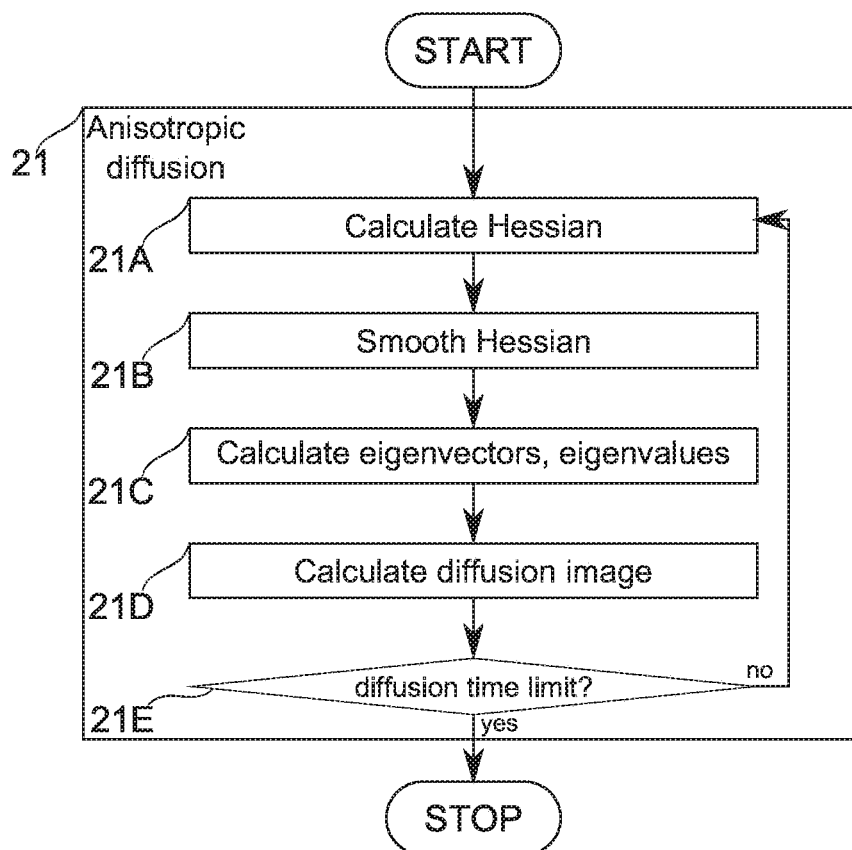 START
21
Anisotropic
diffusion
Calculate Hessian
21A
Smooth Hessian
21B
Calculate eigenvectors, eigenvalues
21C
Calculate diffusion image
21D
diffusion time limit?
no
21E
yes
STOP